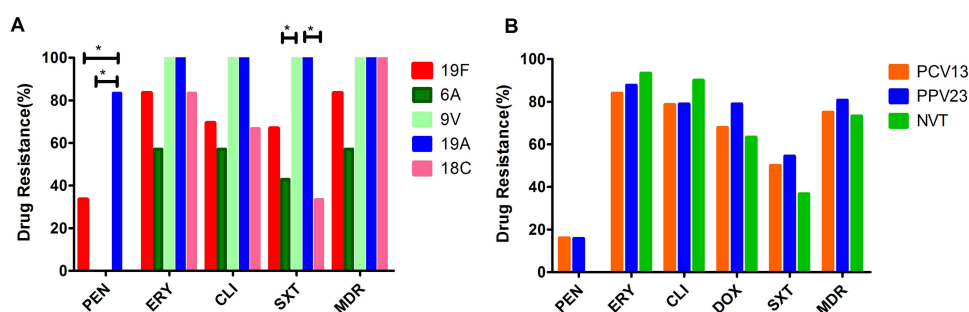 A
Drug Resistance(%)
100
80
60
40
20
0
*
*
*
*
PEN
ERY
CLI
SXT
MDR
19F
6A
9V
19A
18C
B
Drug Resistance(%)
100
80
60
40
20
0
PEN
ERY
CLI
DOX
SXT
MDR
PCV13
PPV23
NVT